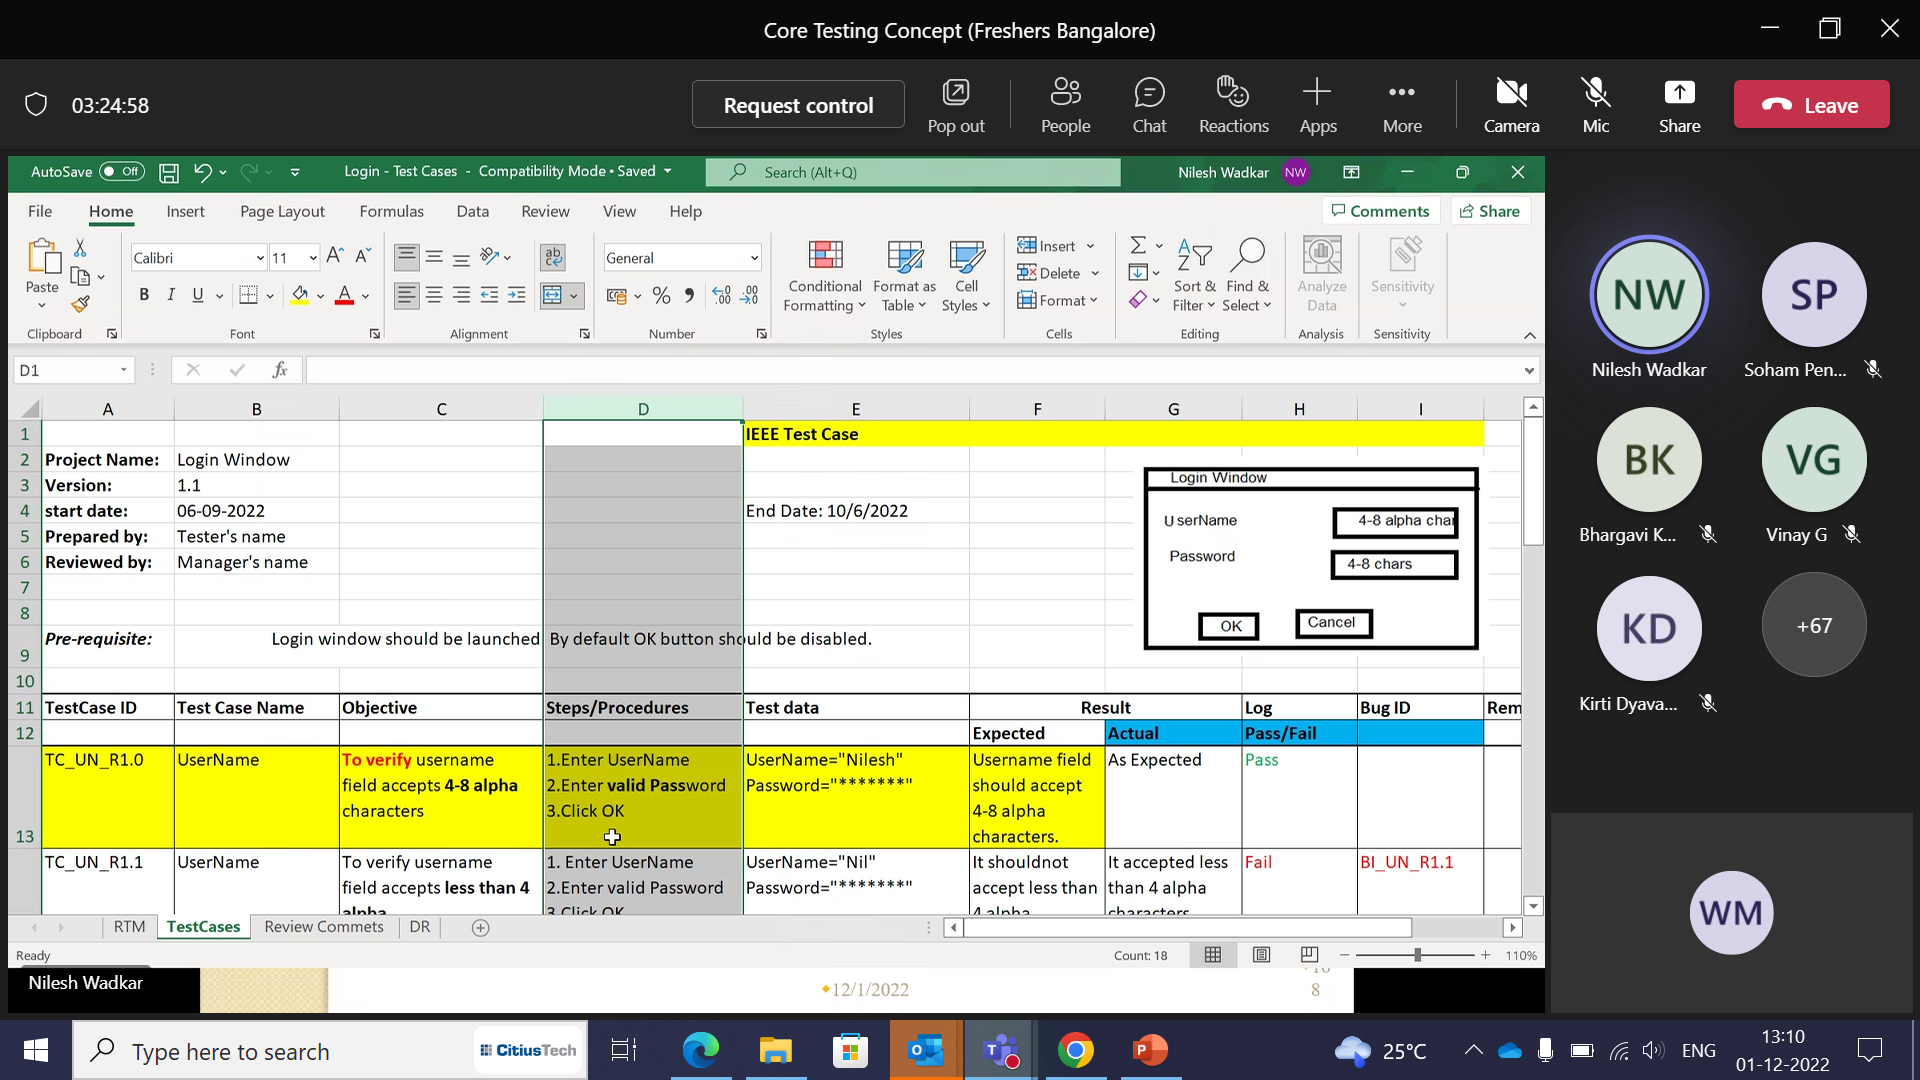 Core Testing Concept (Freshers Bangalore)
03:24:58
Request control
Pop out
People
Chat
Reactions
Apps
More
Camera
Mic
Share
Leave
AutoSave Off
Login - Test Cases - Compatibility Mode • Saved
Search (Alt+Q)
Nilesh Wadkar NW
File Home Insert Page Layout Formulas Data Review View Help
Comments Share
Paste
Clipboard
Calibri 11
B I U
Font
ab
Alignment
General
Number
Conditional Formatting
Format as Table
Cell Styles
Styles
Insert
Delete
Format
Cells
Sort & Filter
Find & Select
Editing
Analyze Data
Analysis
Sensitivity
Sensitivity
D1
fx
A B C D E F G H I
1 IEEE Test Case
2 Project Name: Login Window
3 Version: 1.1
4 start date: 06-09-2022 End Date: 10/6/2022
5 Prepared by: Tester's name
6 Reviewed by: Manager's name
7
8
9 Pre-requisite: Login window should be launched By default OK button should be disabled.
10
Login Window
UserName 4-8 alpha char
Password 4-8 chars
OK Cancel
11 TestCase ID Test Case Name Objective Steps/Procedures Test data Result Log Bug ID Rem
12 Expected Actual Pass/Fail
TC_UN_R1.0 UserName To verify username 1.Enter UserName UserName="Nilesh" Username field As Expected Pass
field accepts 4-8 alpha 2.Enter valid Password Password="*******" should accept
characters 3.Click OK 4-8 alpha
13 characters.
TC_UN_R1.1 UserName To verify username 1. Enter UserName UserName="Nil" It shouldnot It accepted less Fail BI_UN_R1.1
field accepts less than 4 2.Enter valid Password Password="*******" accept less than than 4 alpha
alpha 3.Click OK 4 alpha characters
RTM TestCases Review Commets DR
Ready
Count: 18
110%
Nilesh Wadkar
12/1/2022
8
NW
Nilesh Wadkar
SP
Soham Pen...
BK
Bhargavi K...
VG
Vinay G
KD
Kirti Dyava...
+67
WM
Type here to search
CitiusTech
25°C
ENG
13:10
01-12-2022